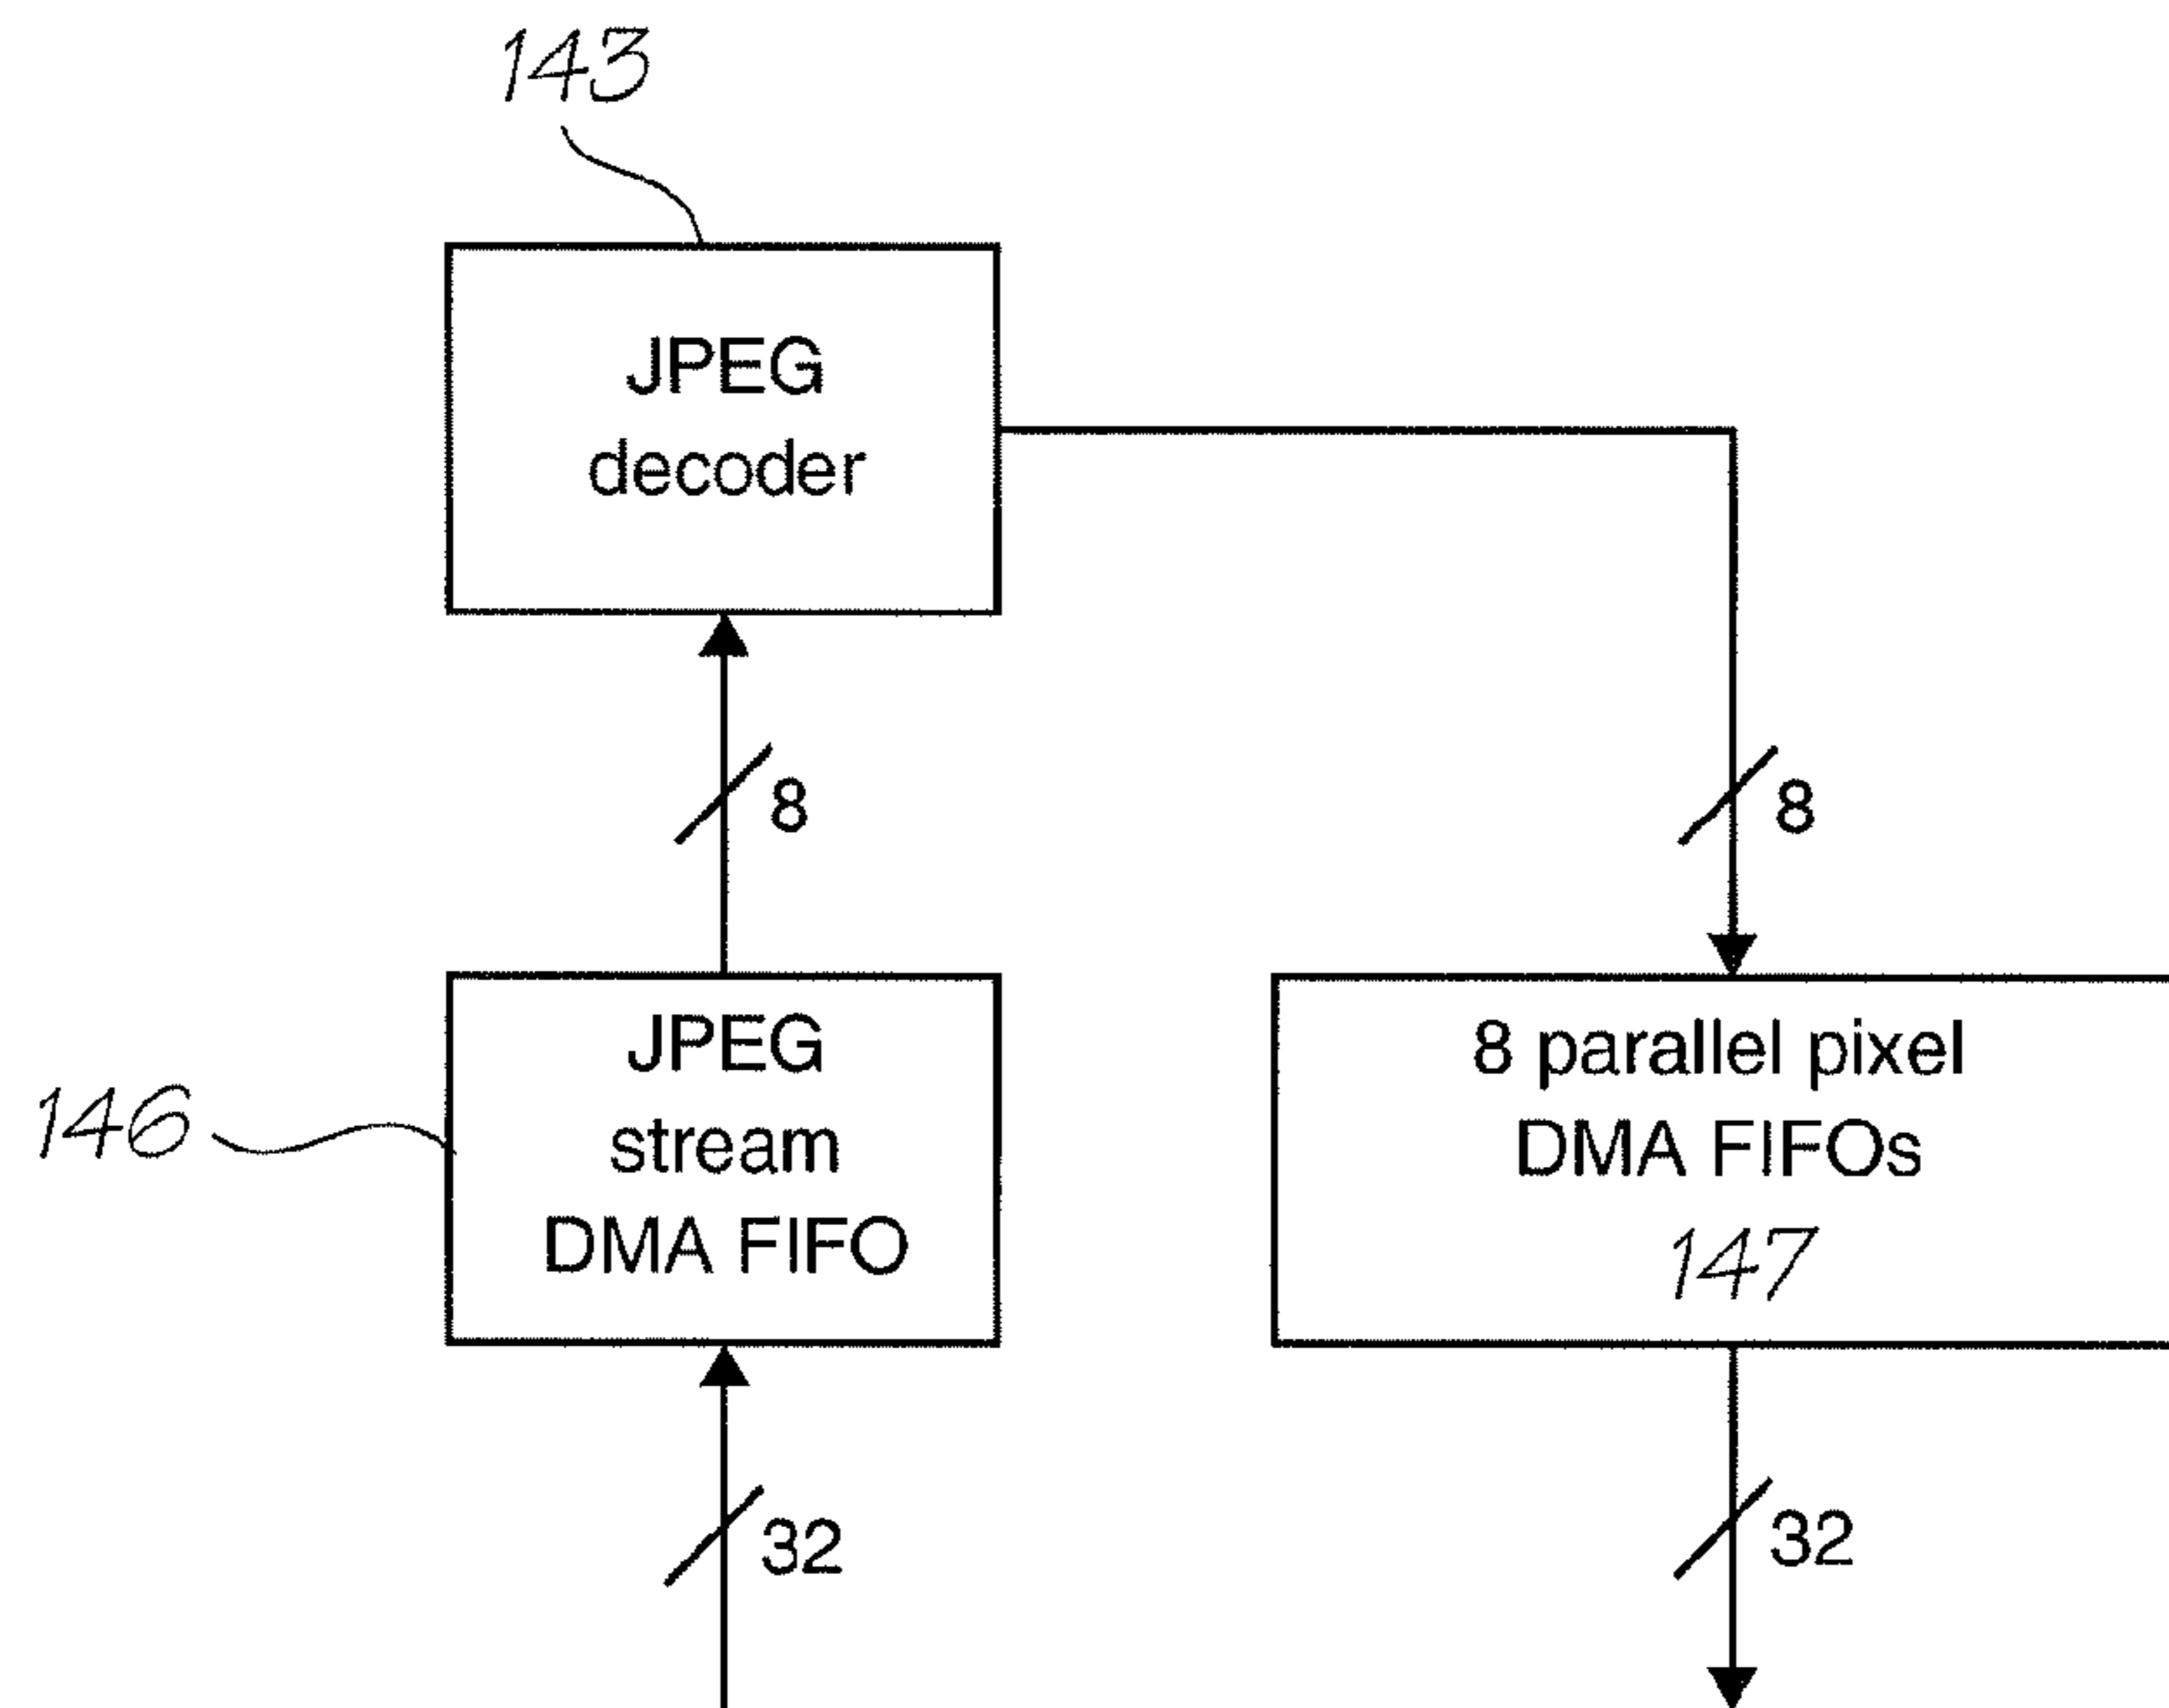 143
JPEG
decoder
8
8
JPEG
stream
DMA FIFO
146
8 parallel pixel
DMA FIFOs
147
32
32